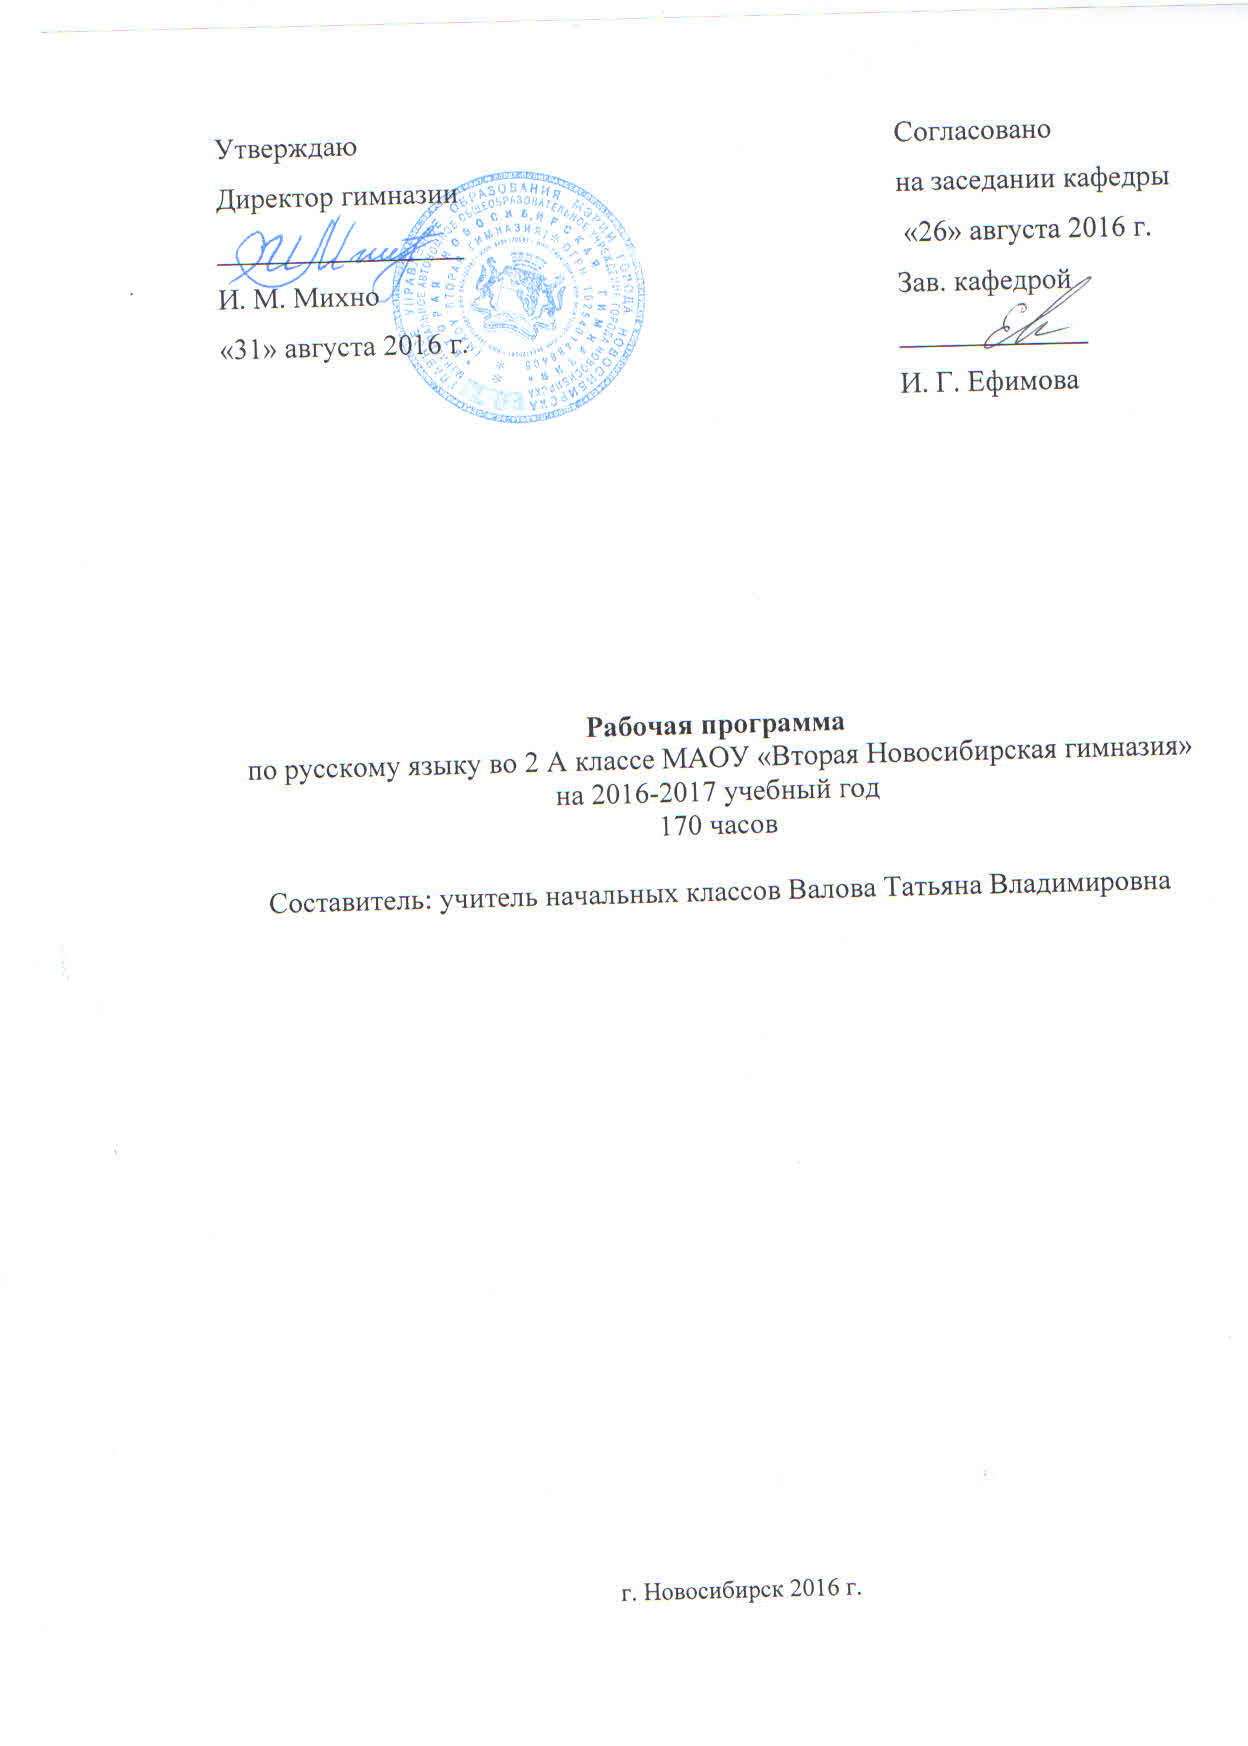 Утверждаю
Директор гимназии
И. М. Михно
«31» августа 2016 г.
Согласовано
на заседании кафедры
«26» августа 2016 г.
Зав. кафедрой
И. Г. Ефимова
Рабочая программа
по русскому языку во 2 А классе МАОУ «Вторая Новосибирская гимназия»
на 2016-2017 учебный год
170 часов
Составитель: учитель начальных классов Валова Татьяна Владимировна
г. Новосибирск 2016 г.